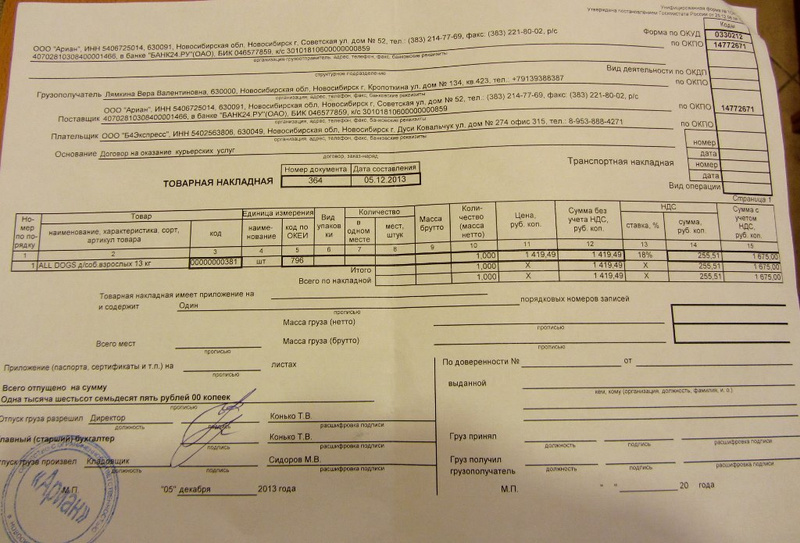 Унифицированная форма №
утверждена постановлением Госкомстата России от 25.12.98
Коды
Форма по ОКУД 0330212
ООО "Ариан", ИНН 5406725014, 630091, Новосибирская обл, Новосибирск г, Советская ул, дом № 52, тел.: (383) 214-77-69, факс: (383) 221-80-02, р/с
по ОКПО 14772671
40702810308400001466, в банке "БАНК24.РУ"(ОАО), БИК 046577859, к/с 30101810600000000859
организация грузоотправитель, адрес, телефон, факс, банковские реквизиты
структурное подразделение
Вид деятельности по ОКДП
Грузополучатель Лямкина Вера Валентиновна, 630000, Новосибирская обл, Новосибирск г, Кропоткина ул, дом № 134, кв 423, тел.: +79139388387
по ОКПО
организация, адрес, телефон, факс, банковские реквизиты
ООО "Ариан", ИНН 5406725014, 630091, Новосибирская обл, Новосибирск г, Советская ул, дом № 52, тел.: (383) 214-77-69, факс: (383) 221-80-02, р/с
Поставщик 40702810308400001466, в банке "БАНК24.РУ"(ОАО), БИК 046577859, к/с 30101810600000000859
по ОКПО 14772671
организация, адрес, телефон, факс, банковские реквизиты
Плательщик ООО "Б4Экспресс", ИНН 5402563806, 630049, Новосибирская обл, Новосибирск г, Дуси Ковальчук ул, дом № 274 офис 315, тел.: 8-953-888-4271
по ОКПО
организация, адрес, телефон, факс, банковские реквизиты
Основание Договор на оказание курьерских услуг
договор, заказ-наряд
номер
дата
Транспортная накладная номер
дата
Вид операции
Номер документа Дата составления
ТОВАРНАЯ НАКЛАДНАЯ 364 05.12.2013
Страница 1
Но- мер по по- рядку Товар Единица измерения Вид упаков ки Количество Масса брутто Коли- чество (масса нетто) Цена, руб. коп. Сумма без учета НДС, руб. коп. НДС Сумма с учетом НДС, руб. коп.
наименование, характеристика, сорт, артикул товара код наиме- нование код по ОКЕИ в одном месте мест, штук ставка, % сумма, руб. коп.
1 2 3 4 5 6 7 8 9 10 11 12 13 14 15
1 ALL DOGS д/соб.взрослых 13 кг 00000000381 шт 796 1,000 1 419,49 1 419,49 18% 255,51 1 675,00
Итого 1,000 X 1 419,49 X 255,51 1 675,00
Всего по накладной 1,000 X 1 419,49 X 255,51 1 675,00
Товарная накладная имеет приложение на
и содержит Один порядковых номеров записей
прописью
Масса груза (нетто)
прописью
Всего мест Масса груза (брутто)
прописью прописью
Приложение (паспорта, сертификаты и т.п.) на листах
прописью
По доверенности № от
Всего отпущено на сумму
выданной
кем, кому (организация, должность, фамилия, и. о.)
Одна тысяча шестьсот семьдесят пять рублей 00 копеек
прописью
Отпуск груза разрешил Директор Конько Т.В.
должность подпись расшифровка подписи
Главный (старший) бухгалтер Конько Т.В.
подпись расшифровка подписи
Груз принял
должность подпись расшифровка подписи
Отпуск груза произвел Кладовщик Сидоров М.В.
должность подпись расшифровка подписи
Груз получил
грузополучатель
должность подпись расшифровка подписи
М.П. "05" декабря 2013 года
М.П. " " 20 года
«Ариан»